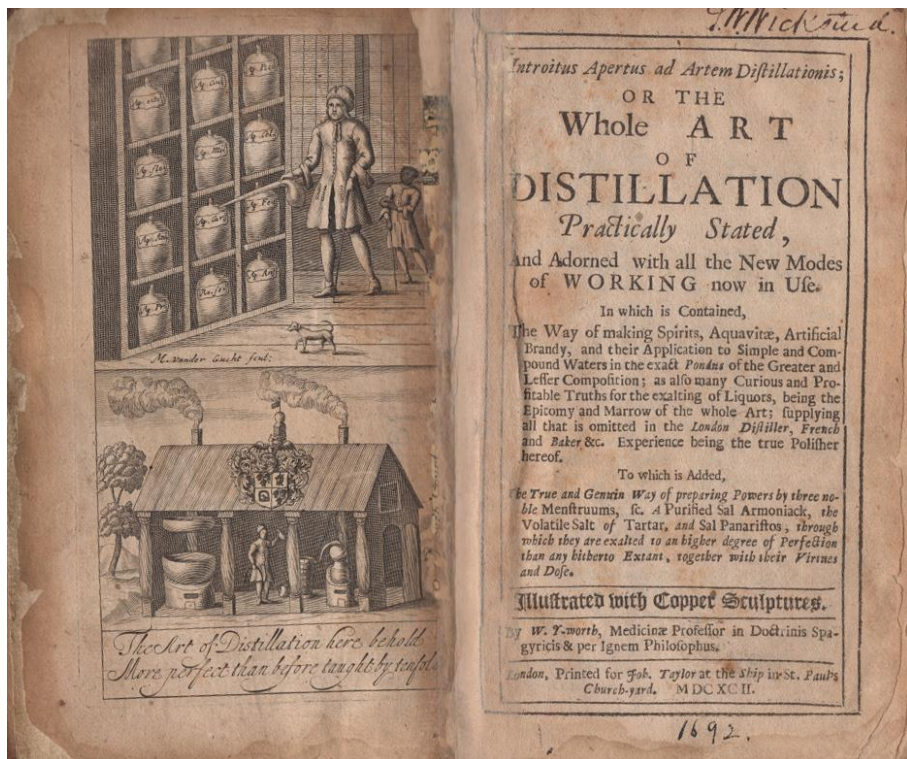 Aq. Cœl
M. Vander Gucht scul:
The Art of Distillation here behold
More perfect than before taught by tenfol
1692.
Introitus Apertus ad Artem Diſtillationis;
OR THE
Whole ART
OF
DISTILLATION
Practically Stated,
And Adorned with all the New Modes
of WORKING now in Uſe.
In which is Contained,
The Way of making Spirits, Aquavitæ, Artificial
Brandy, and their Application to Simple and Com-
pound Waters in the exact Pondus of the Greater and
Leſſer Compoſition; as alſo many Curious and Pro-
fitable Truths for the exalting of Liquors, being the
Epitomy and Marrow of the whole Art; ſupplying
all that is omitted in the London Diſtiller, French
and Baker &c. Experience being the true Poliſher
hereof.
To which is Added,
The True and Genuin Way of preparing Powers by three no-
ble Menſtruums, ſc. A Purified Sal Armoniack, the
Volatile Salt of Tartar, and Sal Panariſtos, through
which they are exalted to an higher degree of Perfection
than any hitherto Extant, together with their Virtues
and Doſe.
Illuſtrated with Copper Sculptures.
By W. Y-worth, Medicinæ Profeſſor in Doctrinis Spa-
gyricis & per Ignem Philoſophus.
London, Printed for Joh. Taylor at the Ship in St. Paul's
Church-yard. MDCXCII.